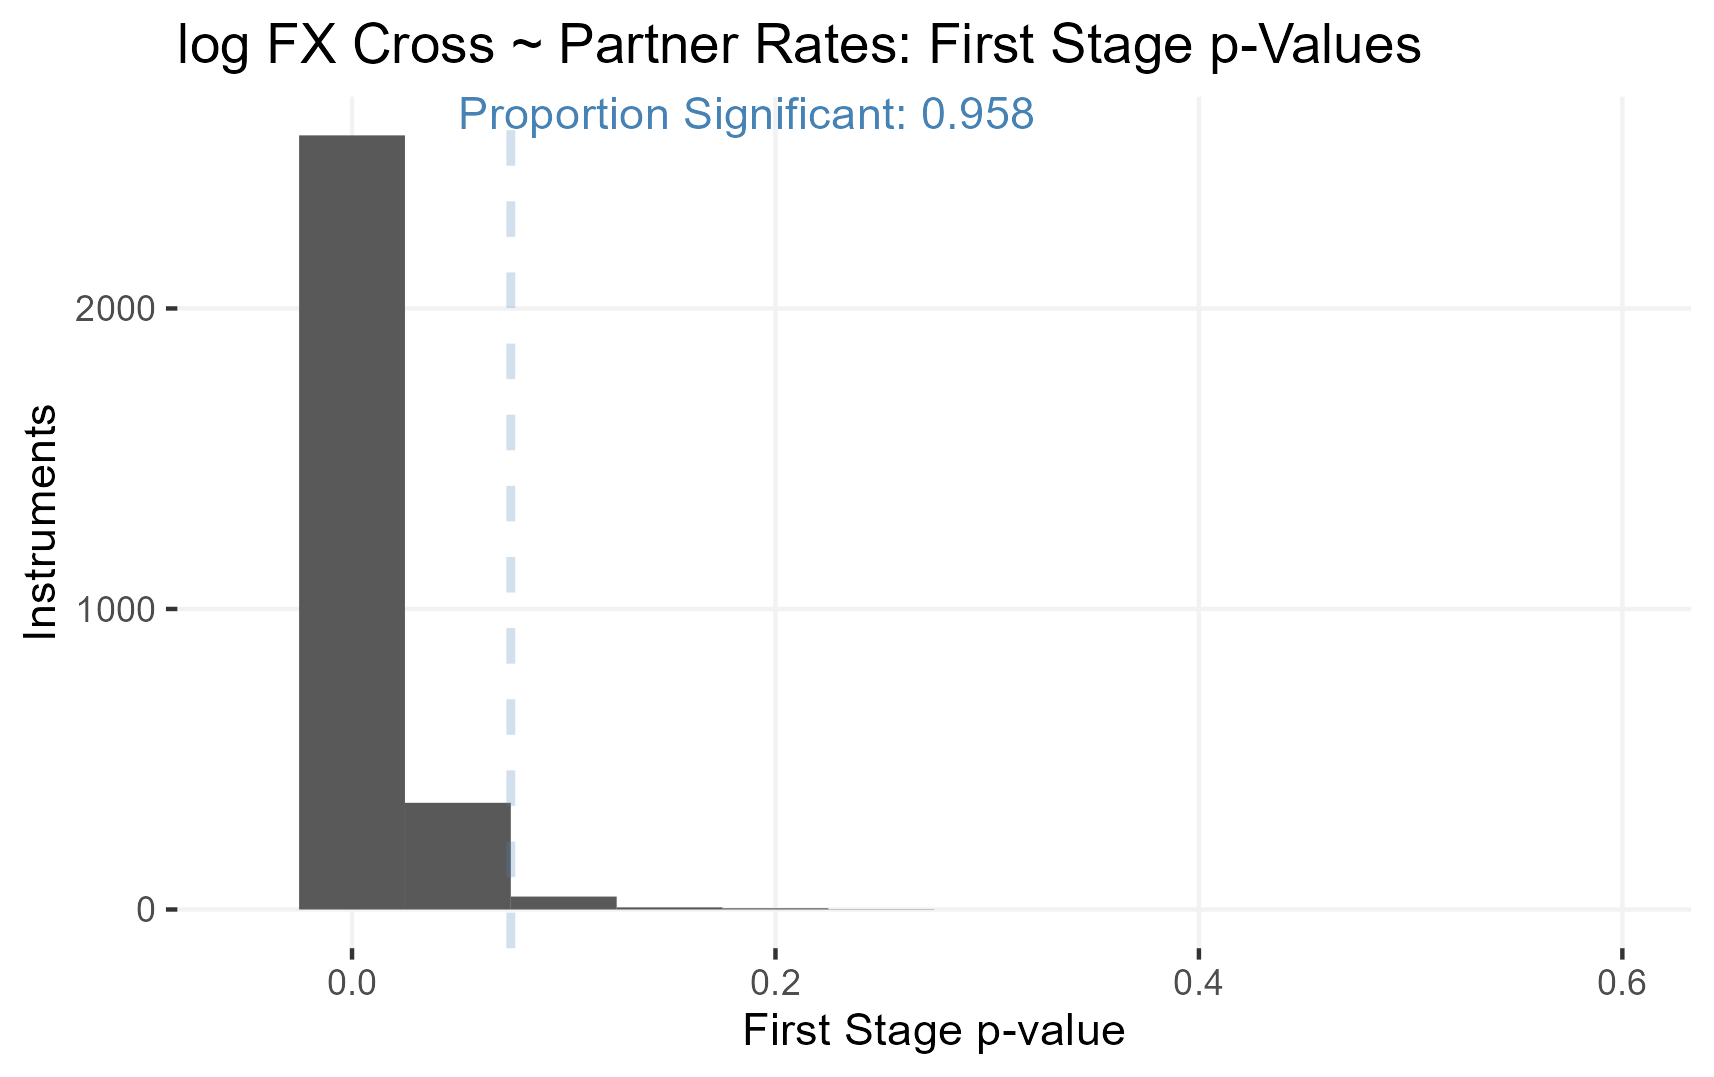 log FX Cross ~ Partner Rates: First Stage p-Values
Proportion Significant: 0.958
2000
1000
0
Instruments
0.0 0.2 0.4 0.6
First Stage p-value